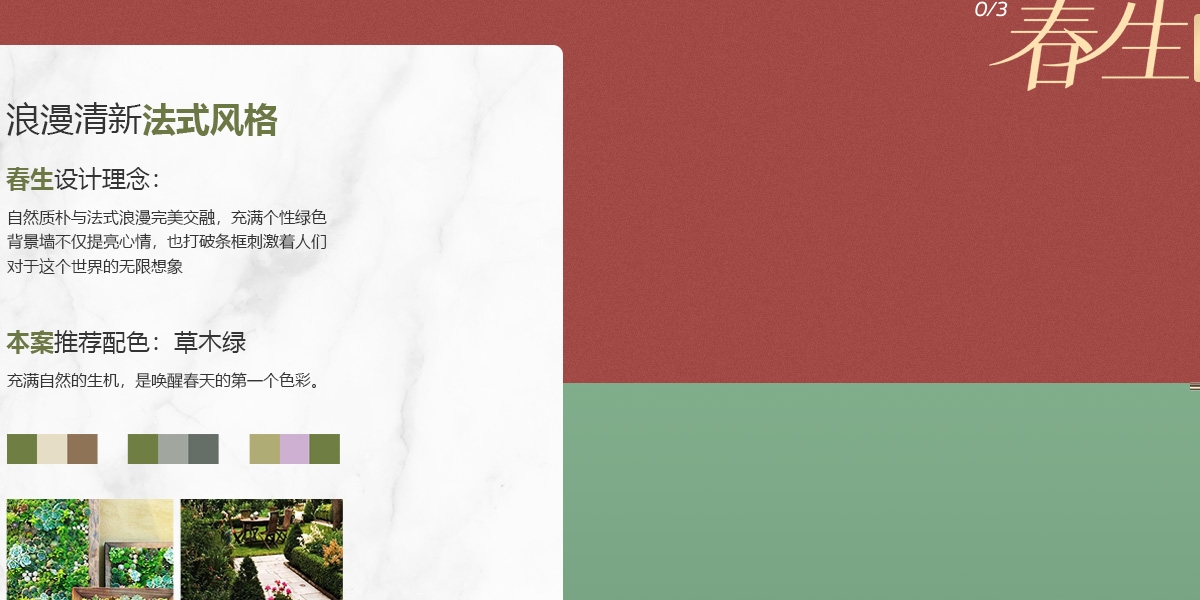 0/3
春生
浪漫清新法式风格
春生设计理念：
自然质朴与法式浪漫完美交融，充满个性绿色
背景墙不仅提亮心情，也打破条框刺激着人们
对于这个世界的无限想象
本案推荐配色：草木绿
充满自然的生机，是唤醒春天的第一个色彩。